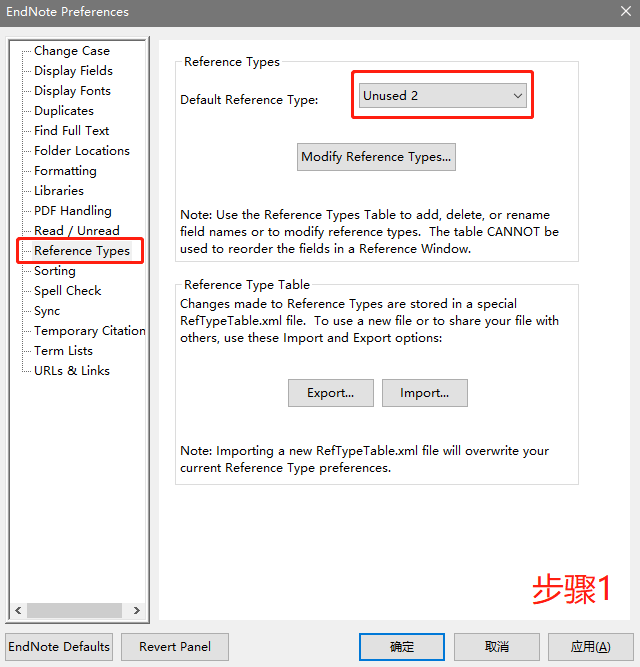 EndNote Preferences
Change Case
Display Fields
Display Fonts
Duplicates
Find Full Text
Folder Locations
Formatting
Libraries
PDF Handling
Read / Unread
Reference Types
Sorting
Spell Check
Sync
Temporary Citation
Term Lists
URLs & Links
Reference Types
Default Reference Type:
Unused 2
Modify Reference Types...
Note: Use the Reference Types Table to add, delete, or rename
field names or to modify reference types. The table CANNOT be
used to reorder the fields in a Reference Window.
Reference Type Table
Changes made to Reference Types are stored in a special
RefTypeTable.xml file. To use a new file or to share your file with
others, use these Import and Export options:
Export...
Import...
Note: Importing a new RefTypeTable.xml file will overwrite your
current Reference Type preferences.
步骤1
EndNote Defaults
Revert Panel
确定
取消
应用(A)